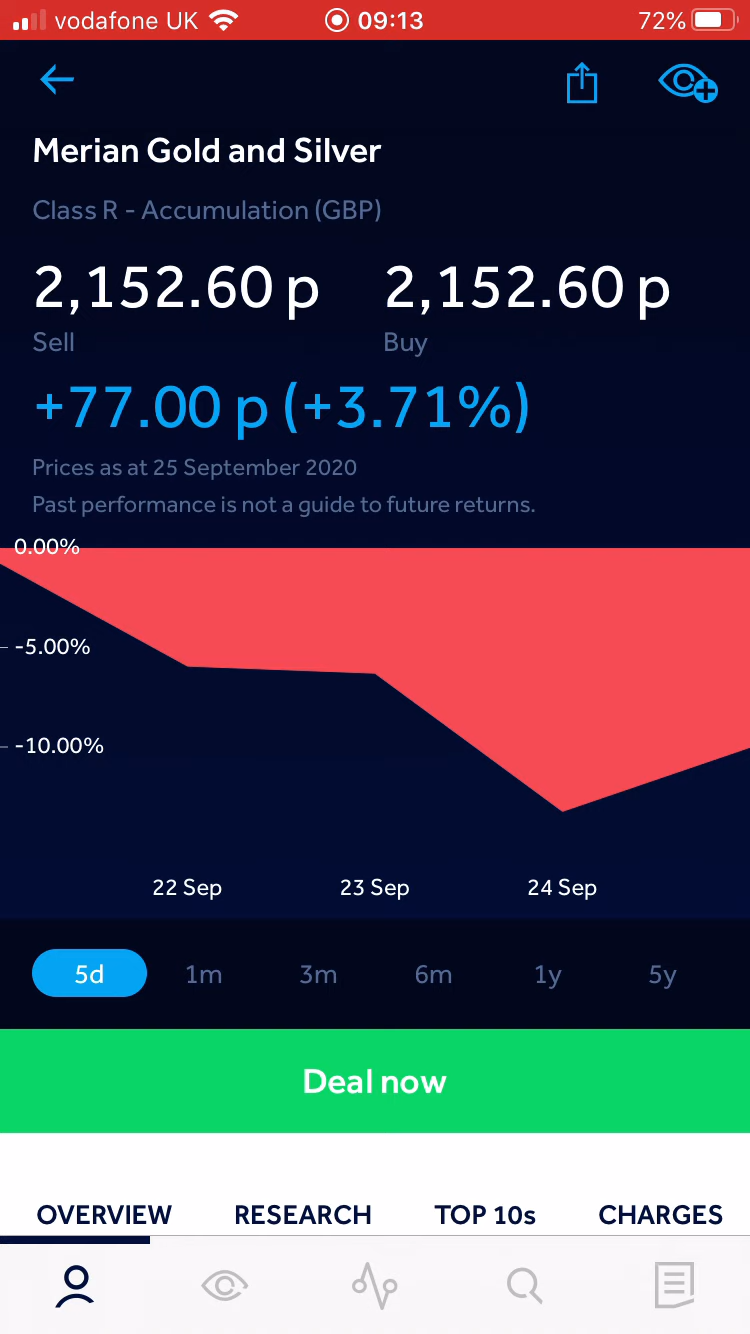 vodafone UK 09:13 72%
Merian Gold and Silver
Class R - Accumulation (GBP)
2,152.60 p 2,152.60 p
Sell Buy
+77.00 p (+3.71%)
Prices as at 25 September 2020
Past performance is not a guide to future returns.
0.00%
-5.00%
-10.00%
22 Sep 23 Sep 24 Sep
5d 1m 3m 6m 1y 5y
Deal now
OVERVIEW RESEARCH TOP 10s CHARGES